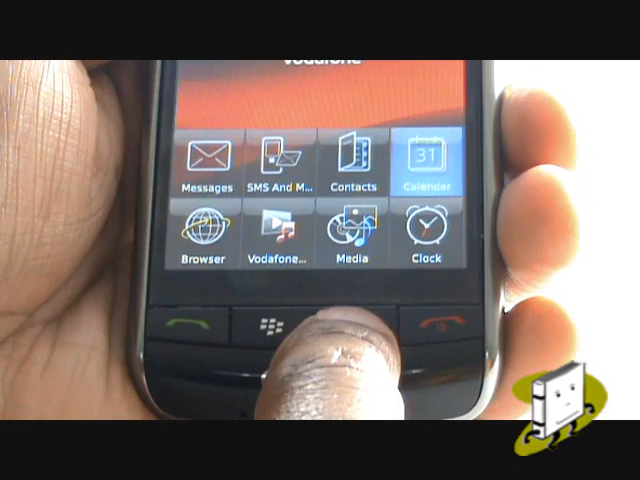 vodafone
Messages
SMS And M...
Contacts
Calendar
31
Browser
Vodafone...
Media
Clock